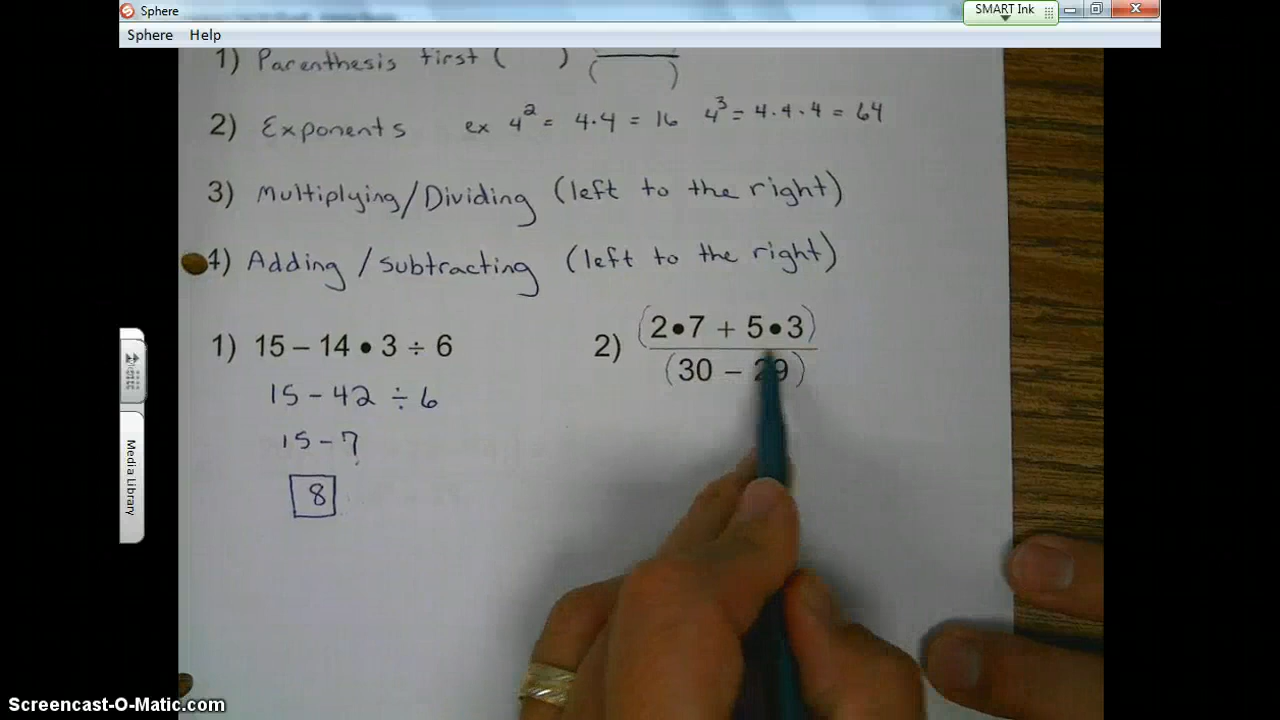 Sphere
SMART Ink
Sphere Help
1) Parenthesis first ( ) ( )
2) Exponents ex 4² = 4·4 = 16 4³ = 4·4·4 = 64
3) Multiplying/Dividing (left to the right)
4) Adding/subtracting (left to the right)
1) 15 – 14 • 3 ÷ 6
15 - 42 ÷ 6
15 - 7
8
2) (2•7 + 5•3)
(30 – 29)
Media Library
Screencast-O-Matic.com